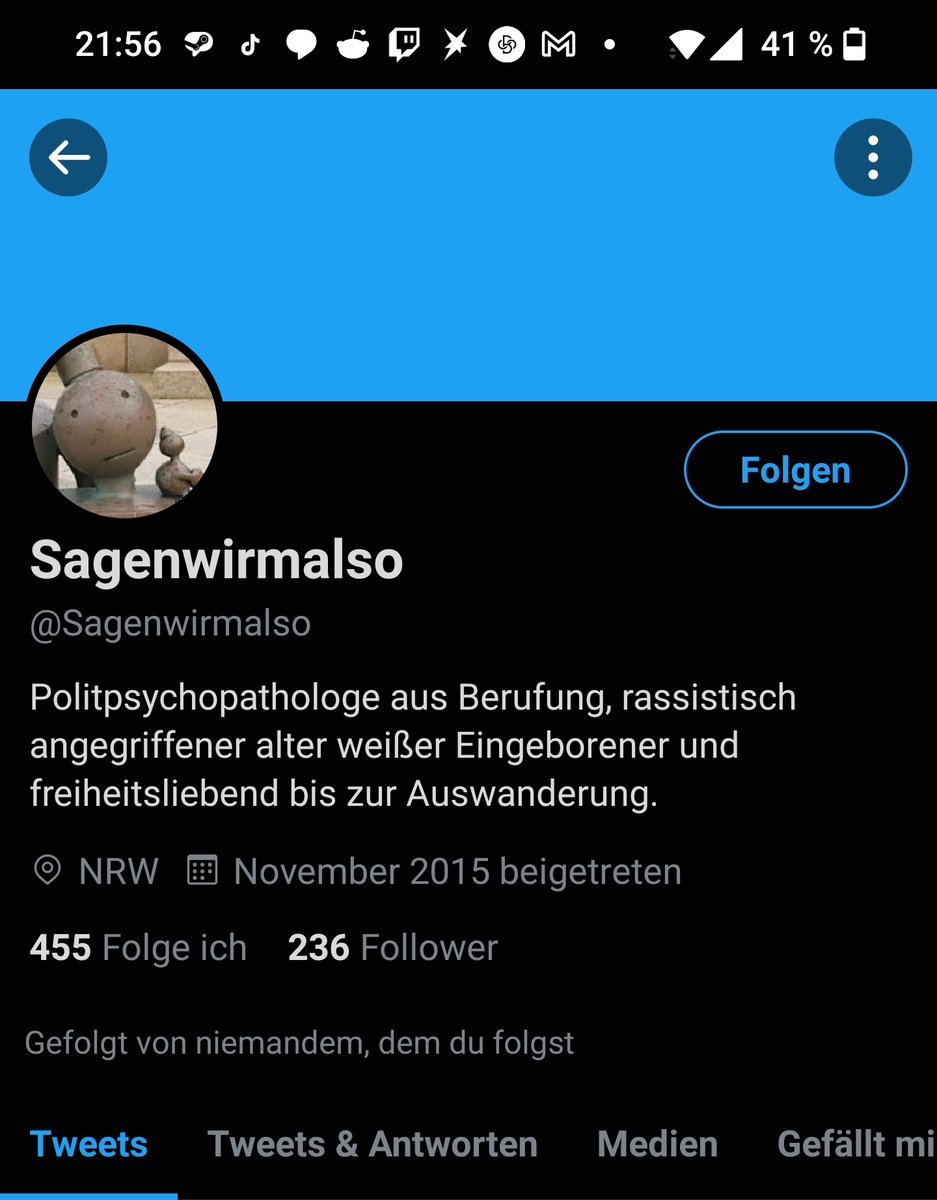 21:56 41 %
Folgen
Sagenwirmalso
@Sagenwirmalso
Politpsychopathologe aus Berufung, rassistisch
angegriffener alter weißer Eingeborener und
freiheitsliebend bis zur Auswanderung.
NRW November 2015 beigetreten
455 Folge ich 236 Follower
Gefolgt von niemandem, dem du folgst
Tweets Tweets & Antworten Medien Gefällt mi